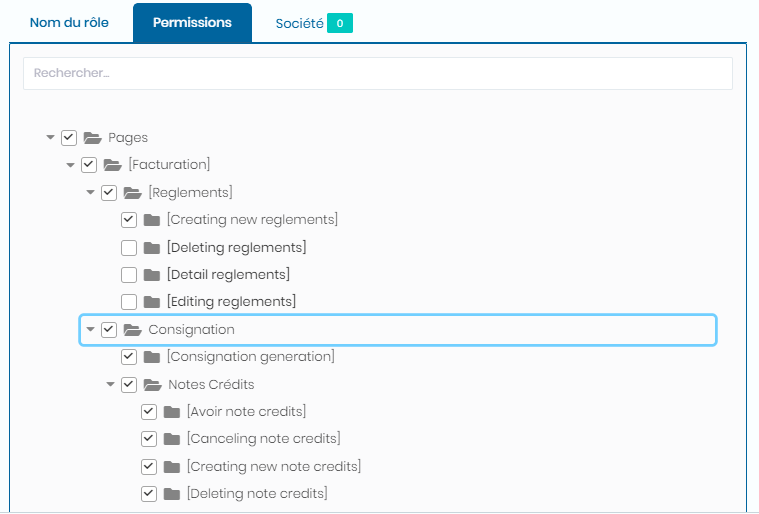 Nom du rôle Permissions Société 0
Rechercher...
Pages
[Facturation]
[Reglements]
[Creating new reglements]
[Deleting reglements]
[Detail reglements]
[Editing reglements]
Consignation
[Consignation generation]
Notes Crédits
[Avoir note credits]
[Canceling note credits]
[Creating new note credits]
[Deleting note credits]